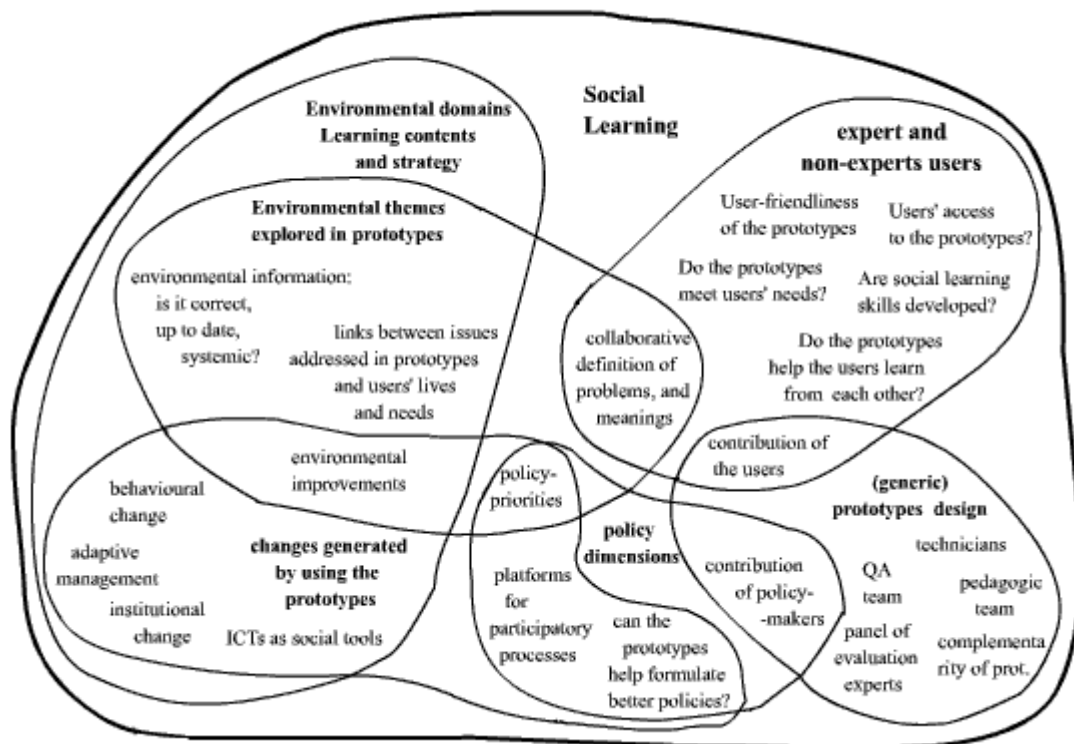 Social
Learning
Environmental domains
Learning contents
and strategy
expert and
non-experts users
Environmental themes
explored in prototypes
User-friendliness
of the prototypes
Users' access
to the prototypes?
environmental information:
is it correct,
up to date,
systemic?
Do the prototypes
meet users' needs?
Are social learning
skills developed?
links between issues
addressed in prototypes
and users' lives
and needs
collaborative
definition of
problems, and
meanings
Do the prototypes
help the users learn
from each other?
environmental
improvements
policy-
priorities
contribution of
the users
behavioural
change
(generic)
prototypes design
changes generated
by using the
prototypes
policy
dimensions
technicians
adaptive
management
platforms
for
participatory
processes
contribution
of policy-
-makers
QA
team
pedagogic
team
institutional
change
ICTs as social tools
can the
prototypes
help formulate
better policies?
panel of
evaluation
experts
complementa
rity of prot.